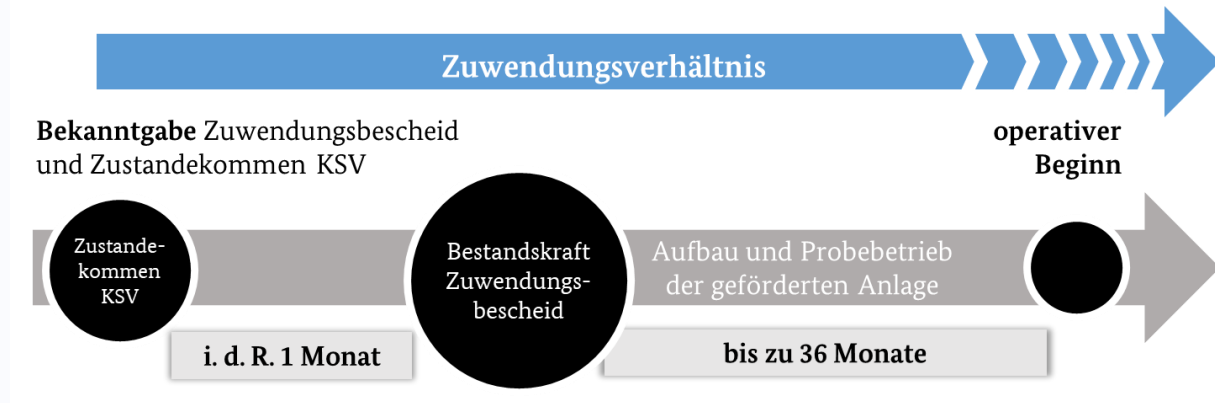 Zuwendungsverhältnis
Bekanntgabe Zuwendungsbescheid
und Zustandekommen KSV
operativer
Beginn
Zustande-
kommen
KSV
Bestandskraft
Zuwendungs-
bescheid
Aufbau und Probebetrieb
der geförderten Anlage
i. d. R. 1 Monat
bis zu 36 Monate